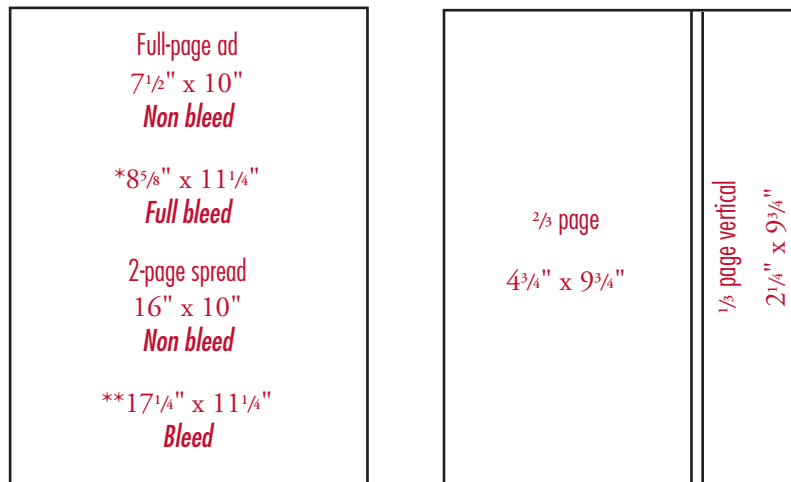 Full-page ad
7½" x 10"
Non bleed
*8⅝" x 11¼"
Full bleed
2-page spread
16" x 10"
Non bleed
**17¼" x 11¼"
Bleed
⅔ page
4¾" x 9¾"
⅓ page vertical
2¼" x 9¾"